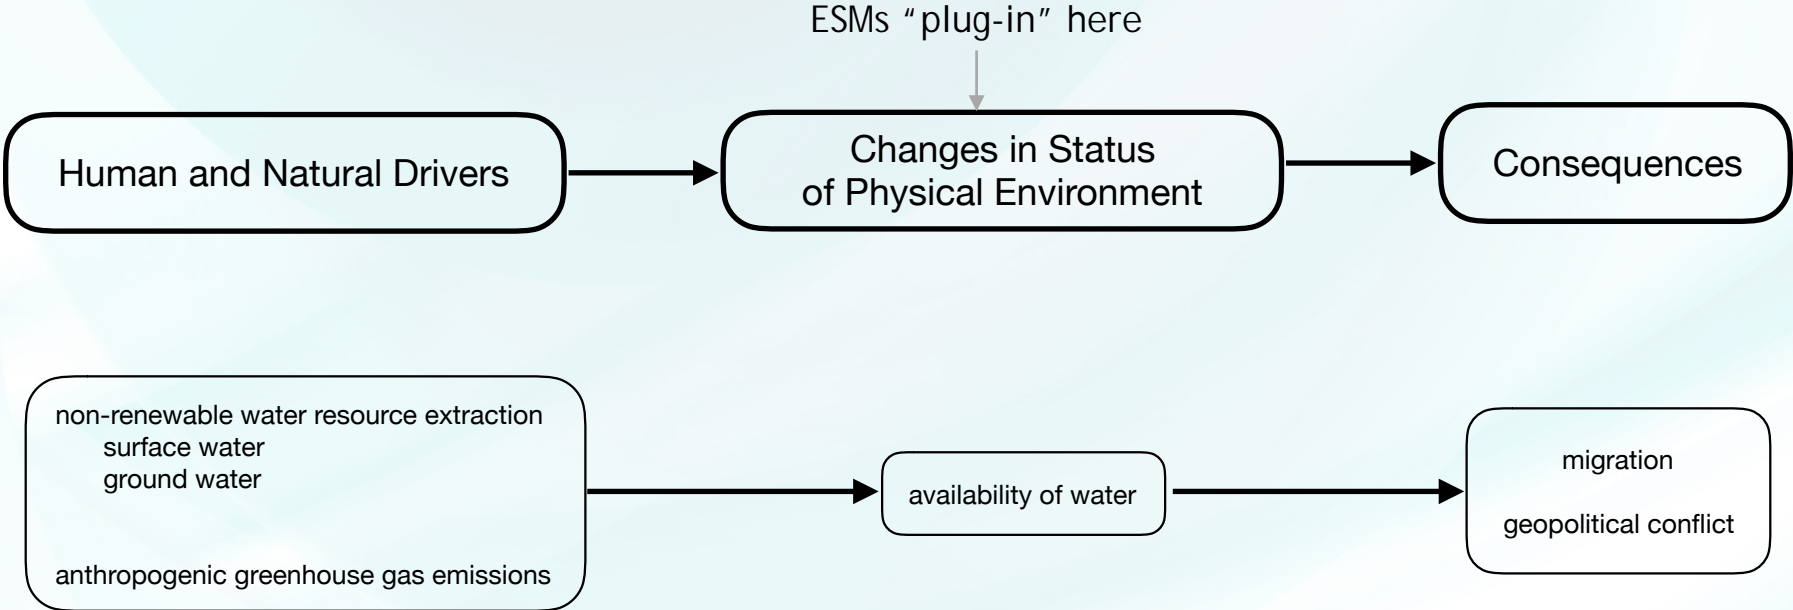 ESMs “plug-in” here
Human and Natural Drivers
Changes in Status
of Physical Environment
Consequences
non-renewable water resource extraction
surface water
ground water
anthropogenic greenhouse gas emissions
availability of water
migration
geopolitical conflict